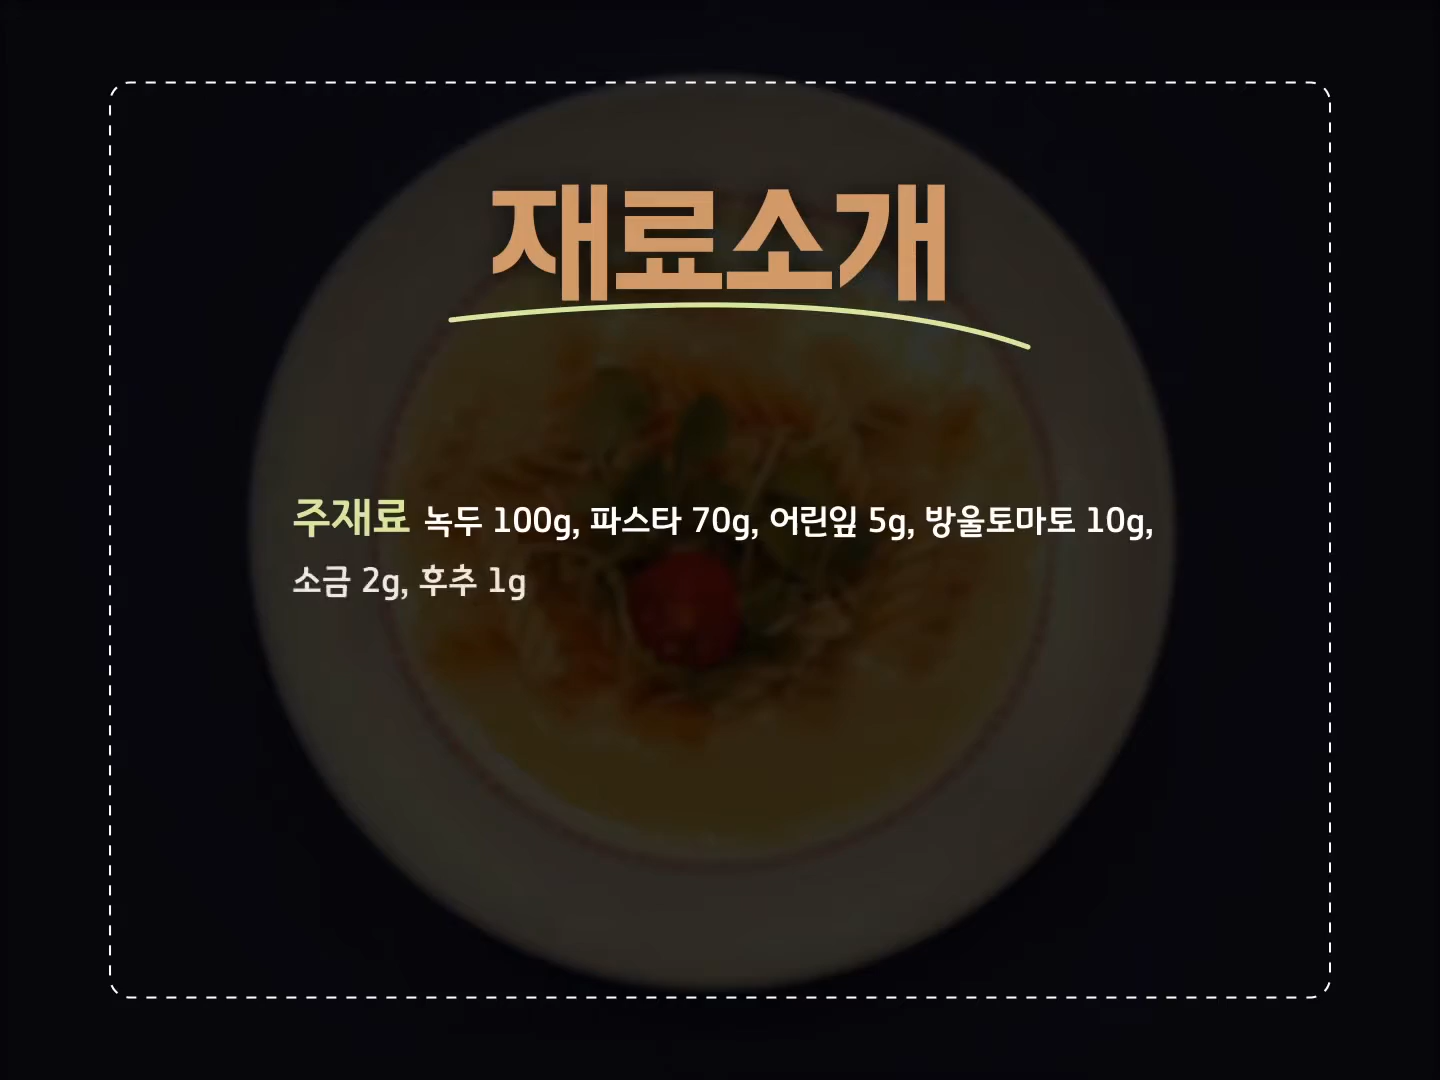 재료소개
주재료 녹두 100g, 파스타 70g, 어린잎 5g, 방울토마토 10g,
소금 2g, 후추 1g